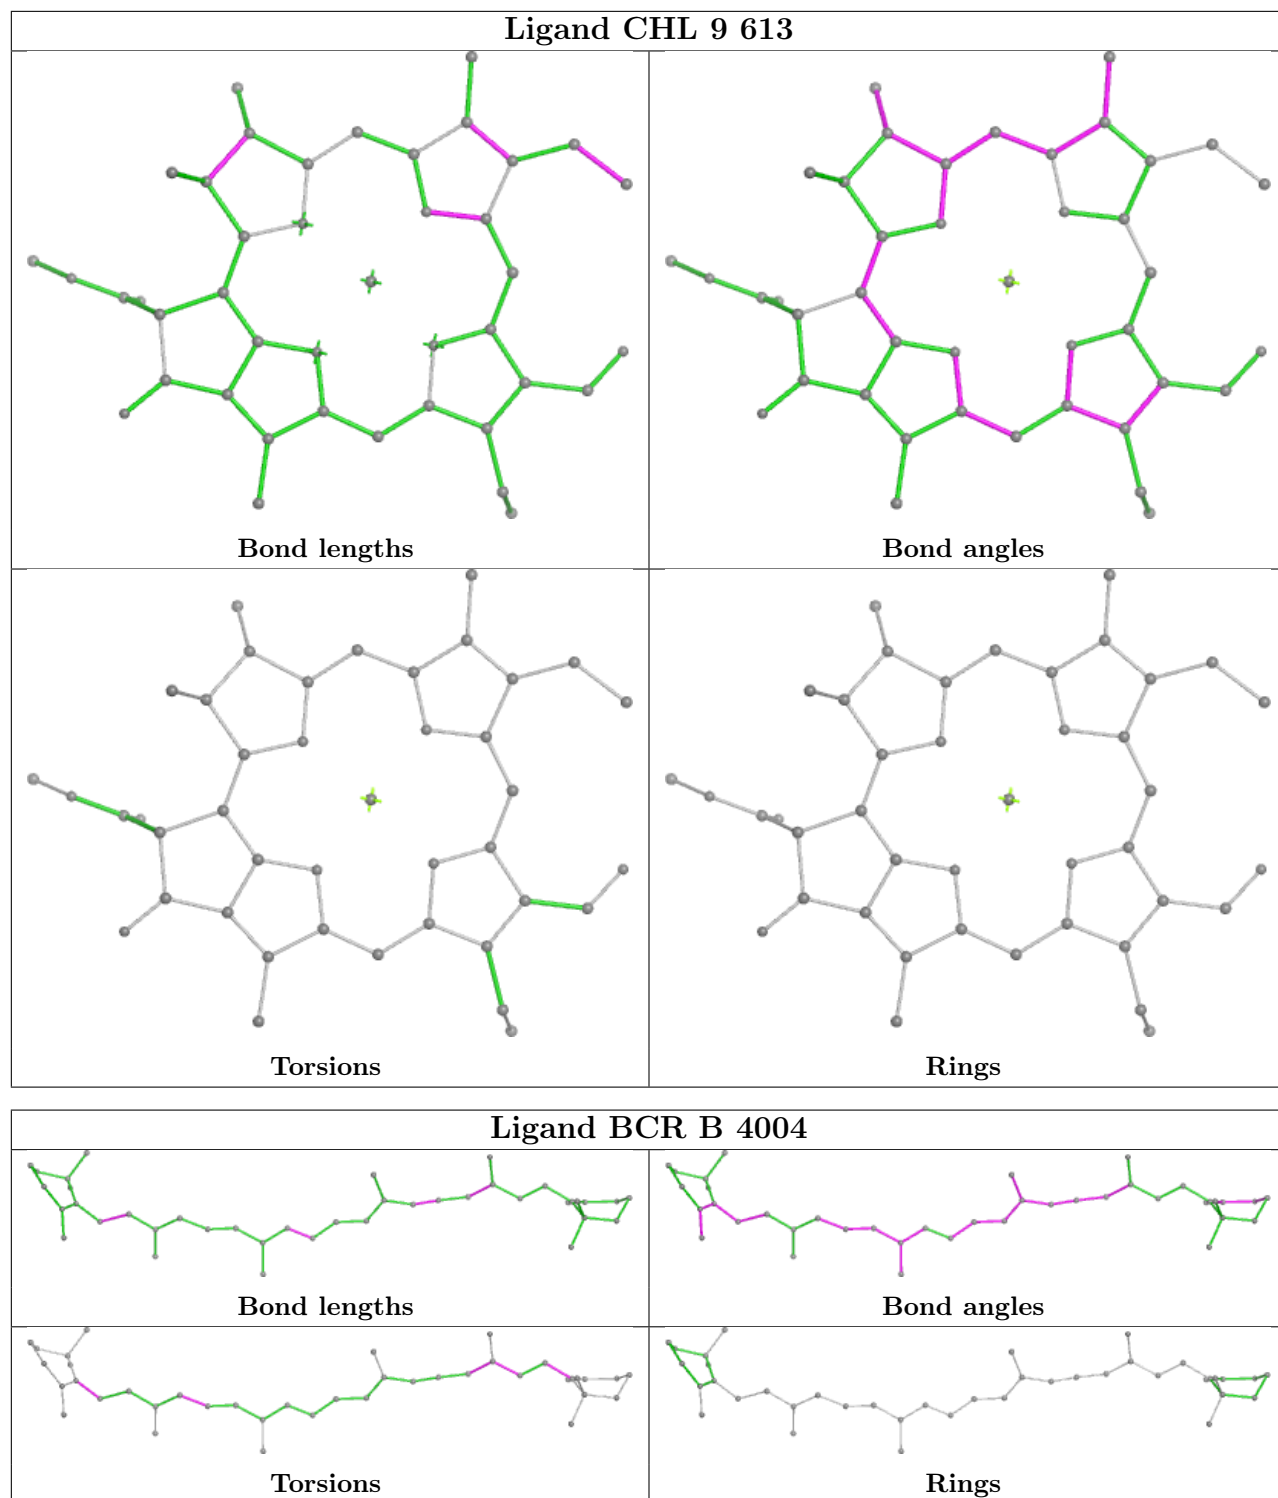 Ligand CHL 9 613
Bond lengths
Bond angles
Torsions
Rings
Ligand BCR B 4004
Bond lengths
Bond angles
Torsions
Rings